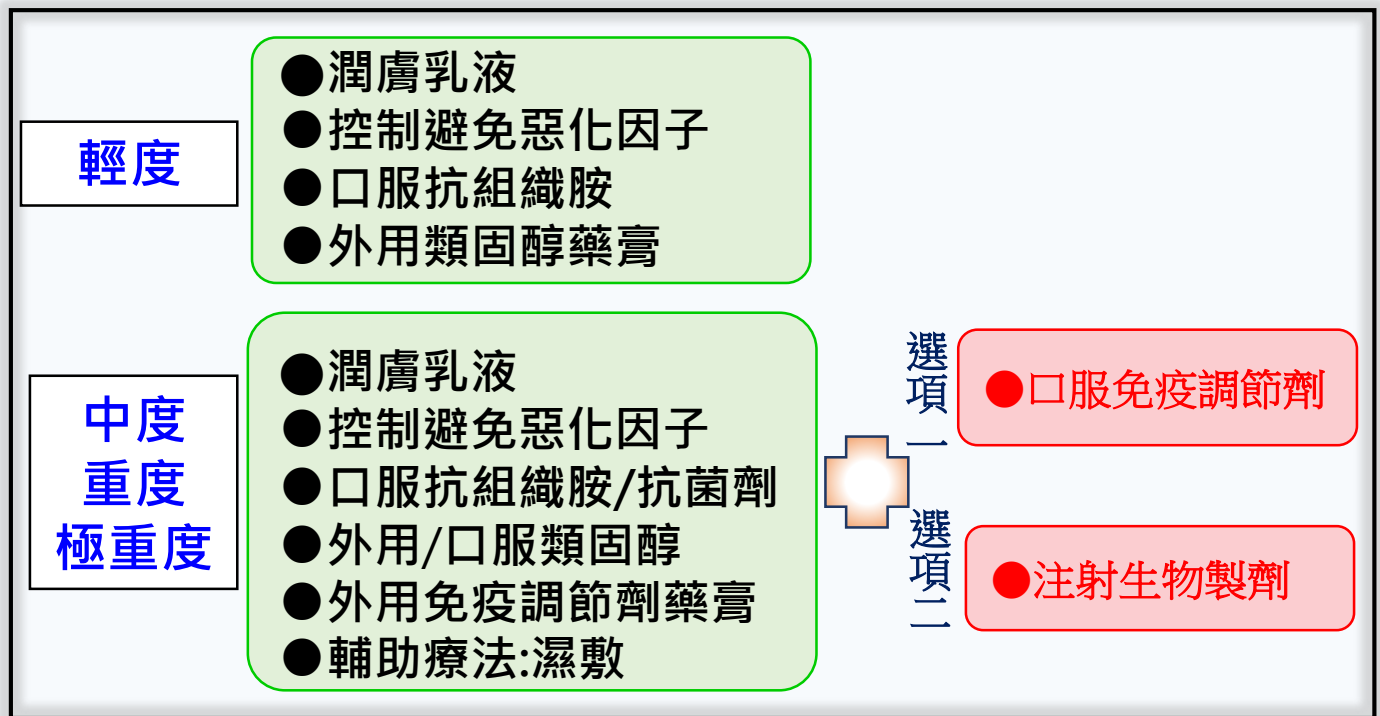 輕度
●潤膚乳液
●控制避免惡化因子
●口服抗組織胺
●外用類固醇藥膏
中度
重度
極重度
●潤膚乳液
●控制避免惡化因子
●口服抗組織胺/抗菌劑
●外用/口服類固醇
●外用免疫調節劑藥膏
●輔助療法:濕敷
選項一
●口服免疫調節劑
選項二
●注射生物製劑